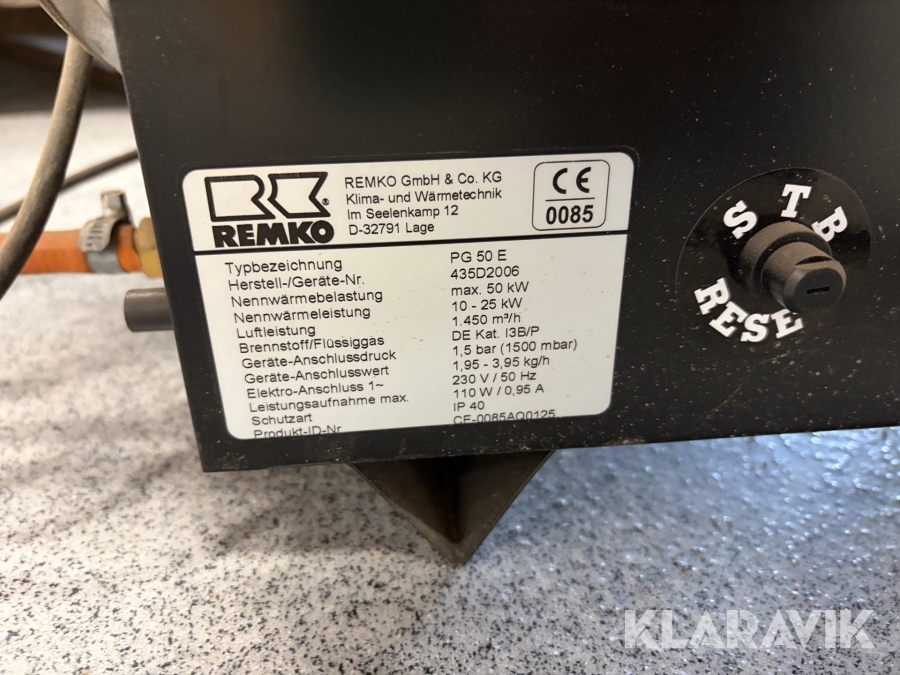 REMKO
REMKO GmbH & Co. KG
Klima- und Wärmetechnik
Im Seelenkamp 12
D-32791 Lage
CE
0085
Typbezeichnung PG 50 E
Herstell-/Geräte-Nr. 435D2006
Nennwärmebelastung max. 50 kW
Nennwärmeleistung 10 - 25 kW
Luftleistung 1.450 m³/h
Brennstoff/Flüssiggas DE Kat. I3B/P
Geräte-Anschlussdruck 1,5 bar (1500 mbar)
Geräte-Anschlusswert 1,95 - 3,95 kg/h
Elektro-Anschluss 1~ 230 V / 50 Hz
Leistungsaufnahme max. 110 W / 0,95 A
Schutzart IP 40
Produkt-ID-Nr CE-0085AQ0125
STB
RESE
KLARAVIK